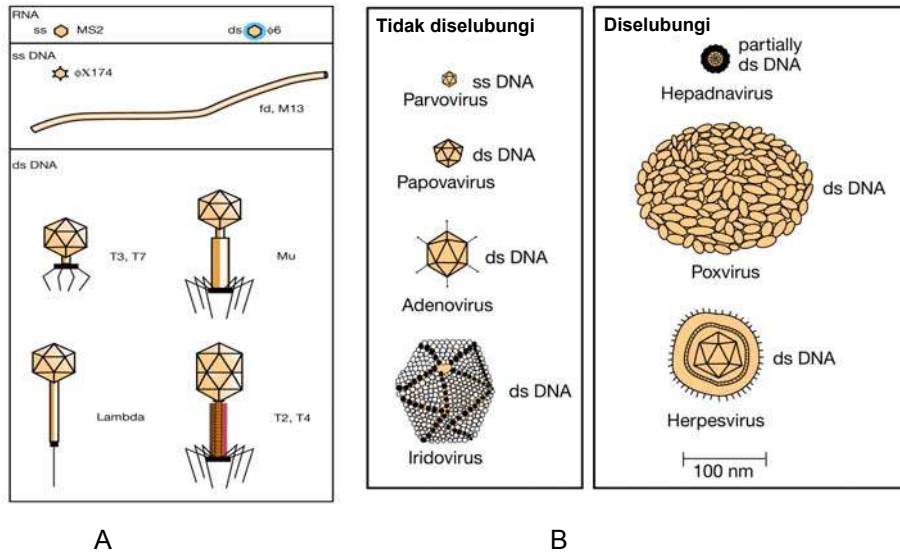 RNA
ss MS2
ds ϕ6
ss DNA
ϕX174
fd, M13
ds DNA
T3, T7
Mu
Lambda
T2, T4
A
Tidak diselubungi
ss DNA
Parvovirus
ds DNA
Papovavirus
ds DNA
Adenovirus
ds DNA
Iridovirus
Diselubungi
partially
ds DNA
Hepadnavirus
ds DNA
Poxvirus
ds DNA
Herpesvirus
100 nm
B